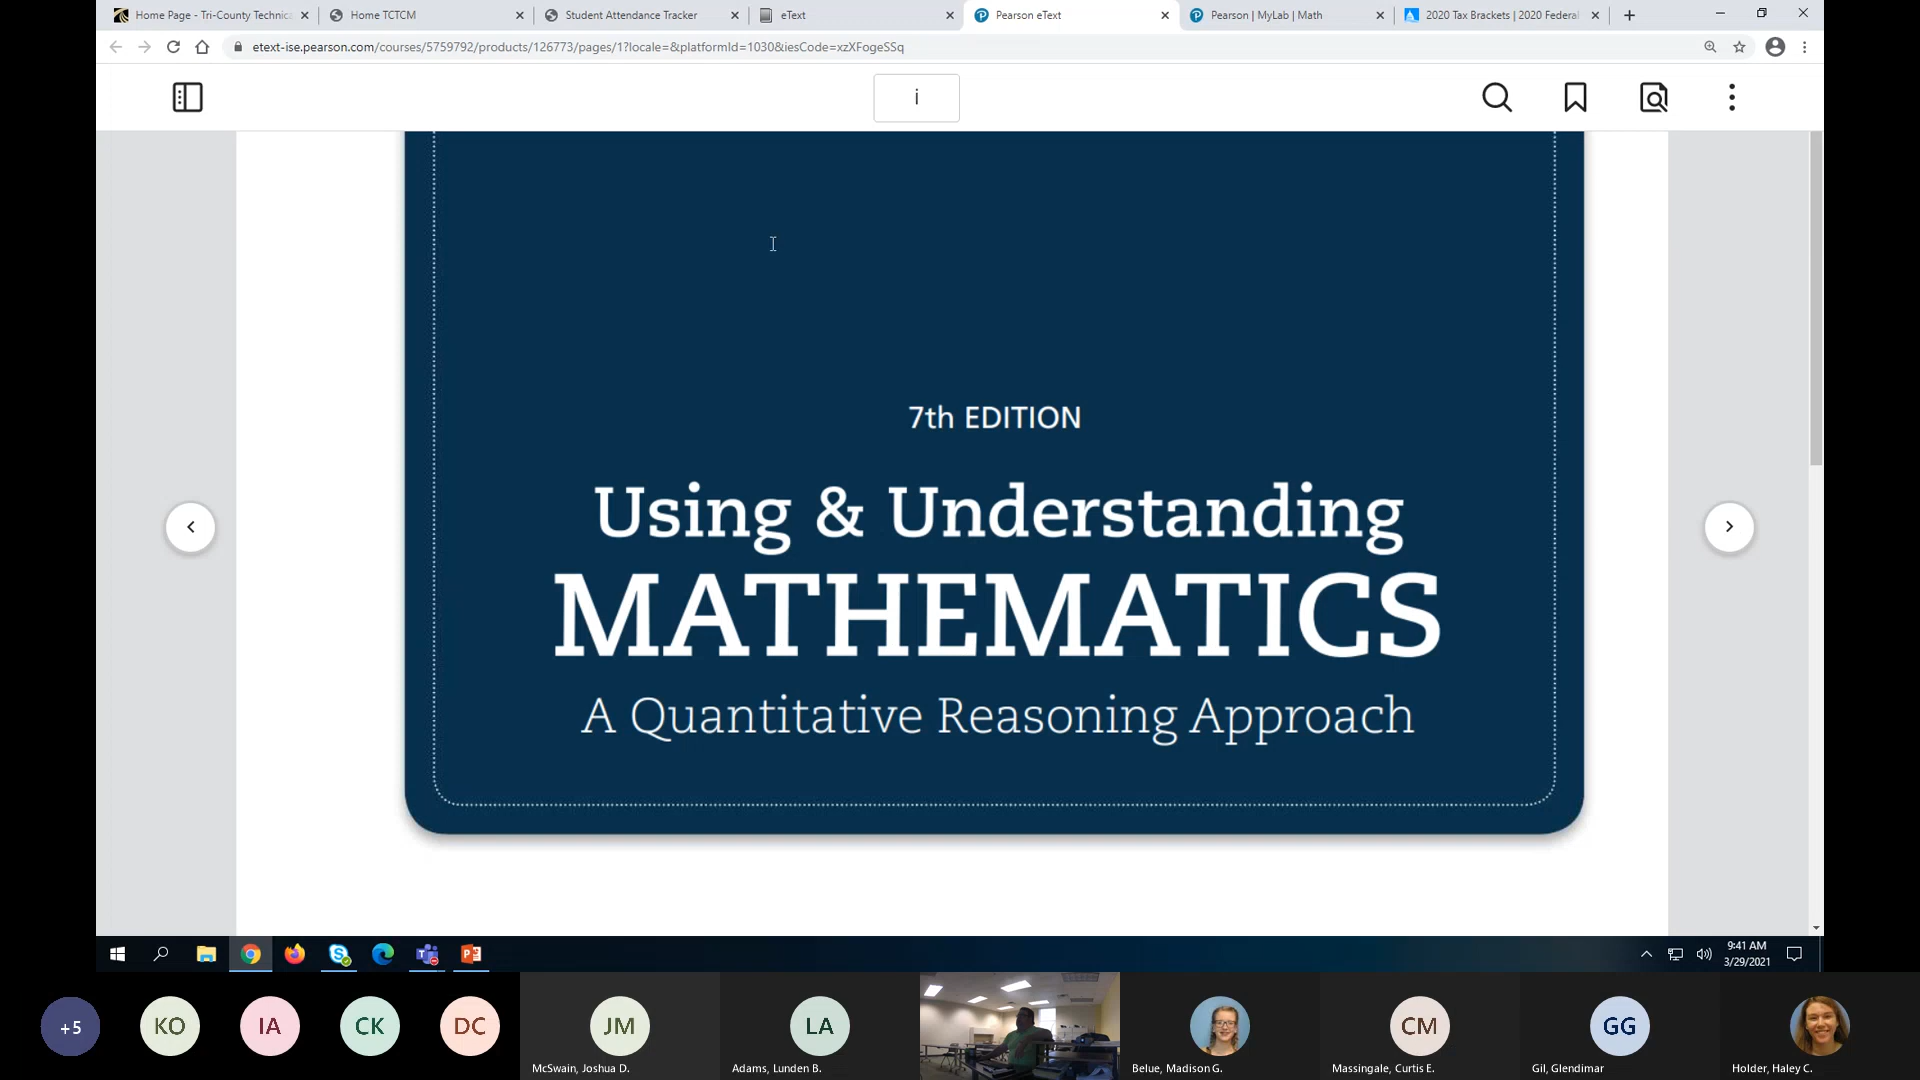 Home Page - Tri-County Technica
Home TCTCM
Student Attendance Tracker
eText
Pearson eText
Pearson | MyLab | Math
2020 Tax Brackets | 2020 Federal
etext-ise.pearson.com/courses/5759792/products/126773/pages/1?locale=&platformId=1030&iesCode=xzXFogeSSq
i
7th EDITION
Using & Understanding
MATHEMATICS
A Quantitative Reasoning Approach
9:41 AM
3/29/2021
+5
KO
IA
CK
DC
JM
McSwain, Joshua D.
LA
Adams, Lunden B.
Belue, Madison G.
CM
Massingale, Curtis E.
GG
Gil, Glendimar
Holder, Haley C.